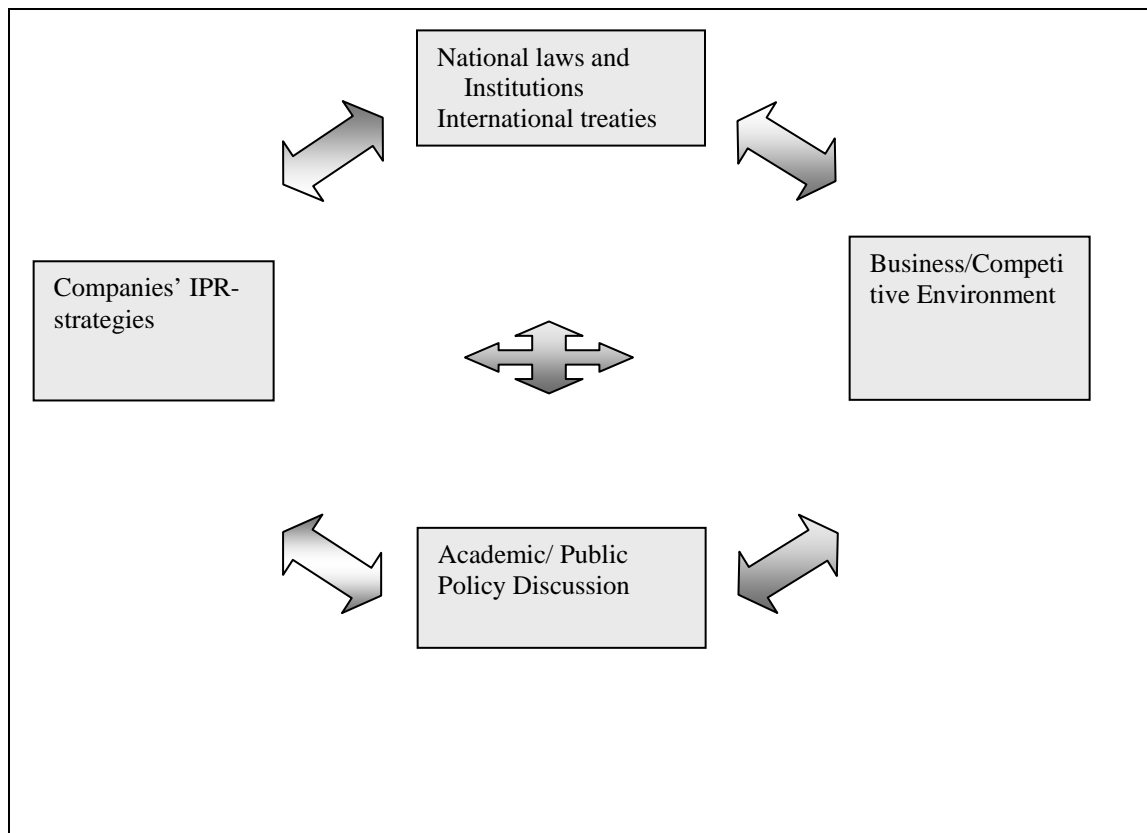 National laws and
Institutions
International treaties
Companies’ IPR-
strategies
Business/Competi
tive Environment
Academic/ Public
Policy Discussion